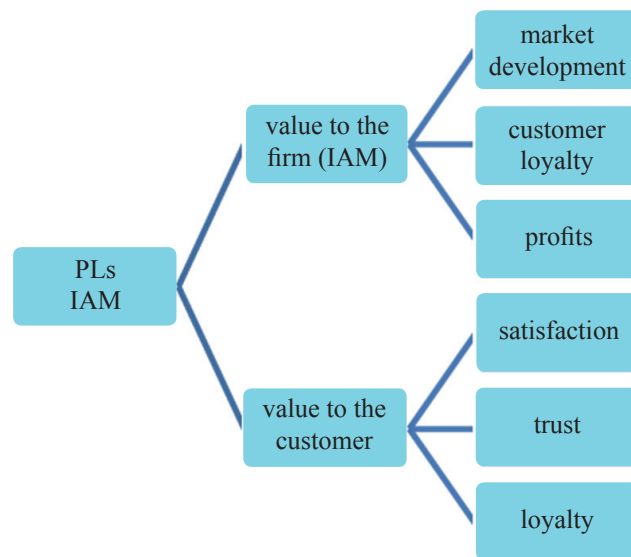 market
development
value to the
firm (IAM)
customer
loyalty
profits
PLs
IAM
satisfaction
value to the
customer
trust
loyalty